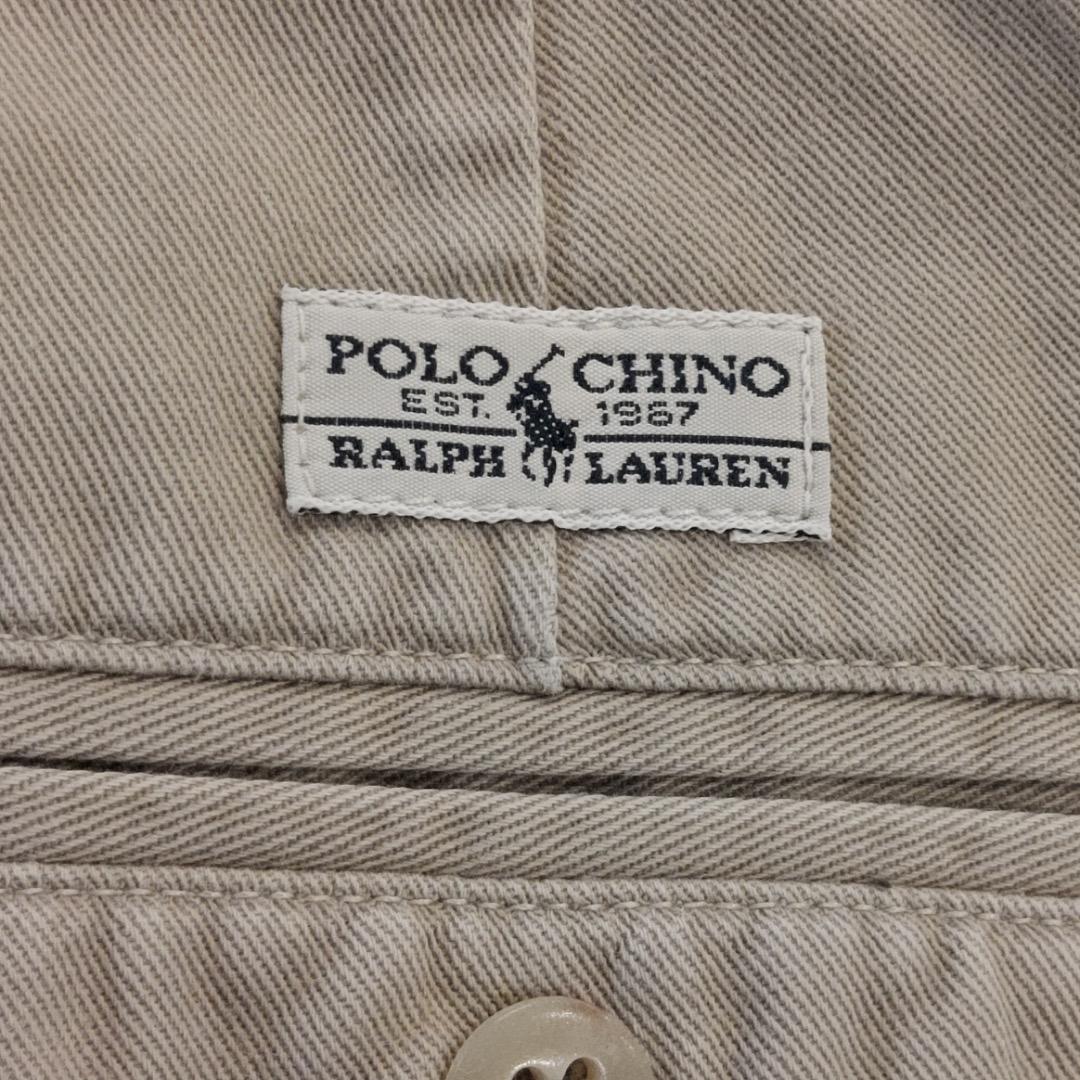 POLO CHINO
EST. 1967
RALPH LAUREN